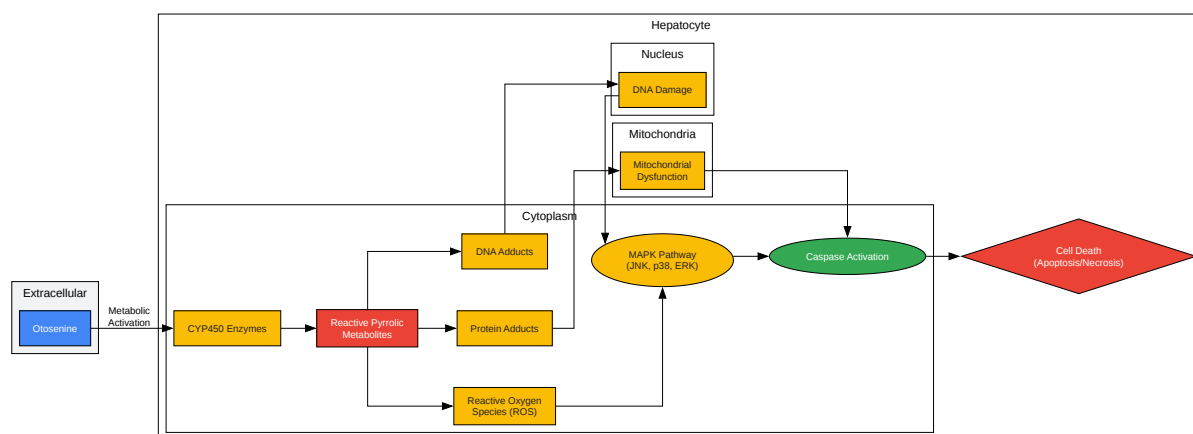 Hepatocyte
Nucleus
DNA Damage
Mitochondria
Mitochondrial
Dysfunction
Cytoplasm
DNA Adducts
MAPK Pathway
(JNK, p38, ERK)
Caspase Activation
Cell Death
(Apoptosis/Necrosis)
Extracellular
Otosenine
Metabolic
Activation
CYP450 Enzymes
Reactive Pyrrolic
Metabolites
Protein Adducts
Reactive Oxygen
Species (ROS)